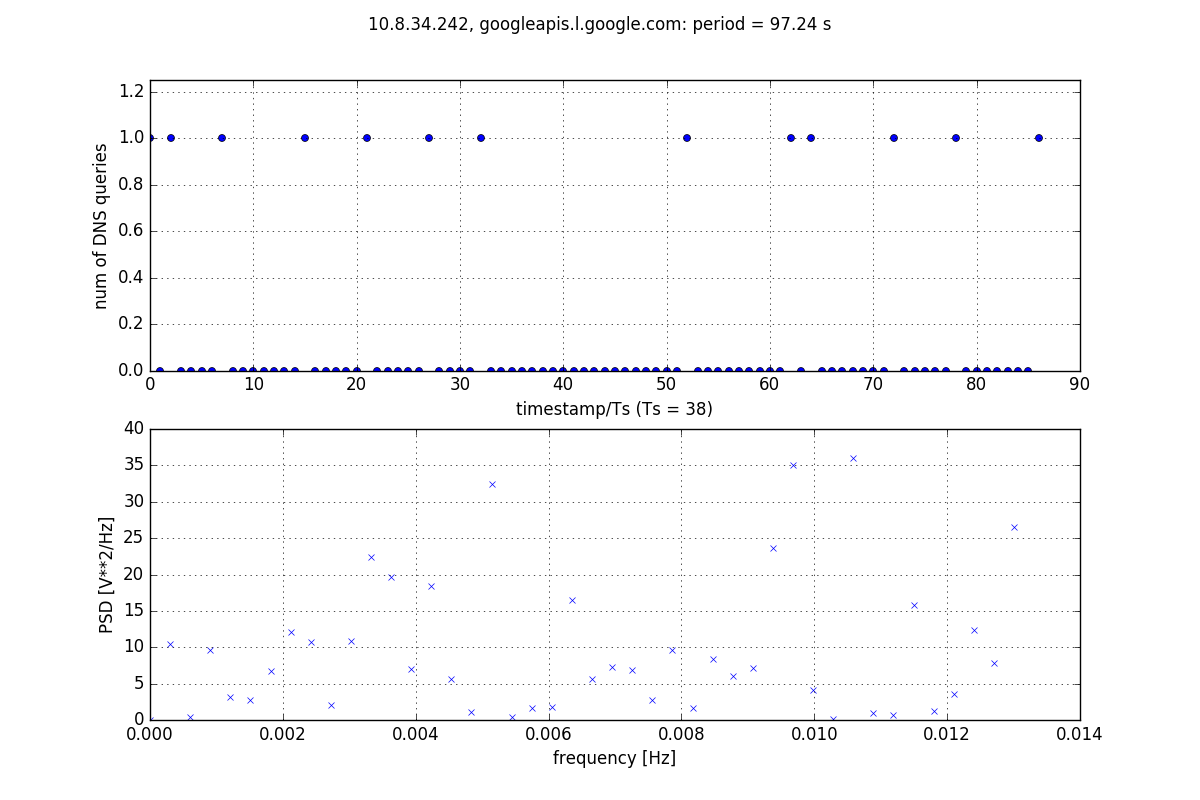 10.8.34.242, googleapis.l.google.com: period = 97.24 s
1.2
1.0
0.8
0.6
0.4
0.2
0.0
num of DNS queries
0 10 20 30 40 50 60 70 80 90
timestamp/Ts (Ts = 38)
40
35
30
25
20
15
10
5
0
PSD [V**2/Hz]
0.000 0.002 0.004 0.006 0.008 0.010 0.012 0.014
frequency [Hz]